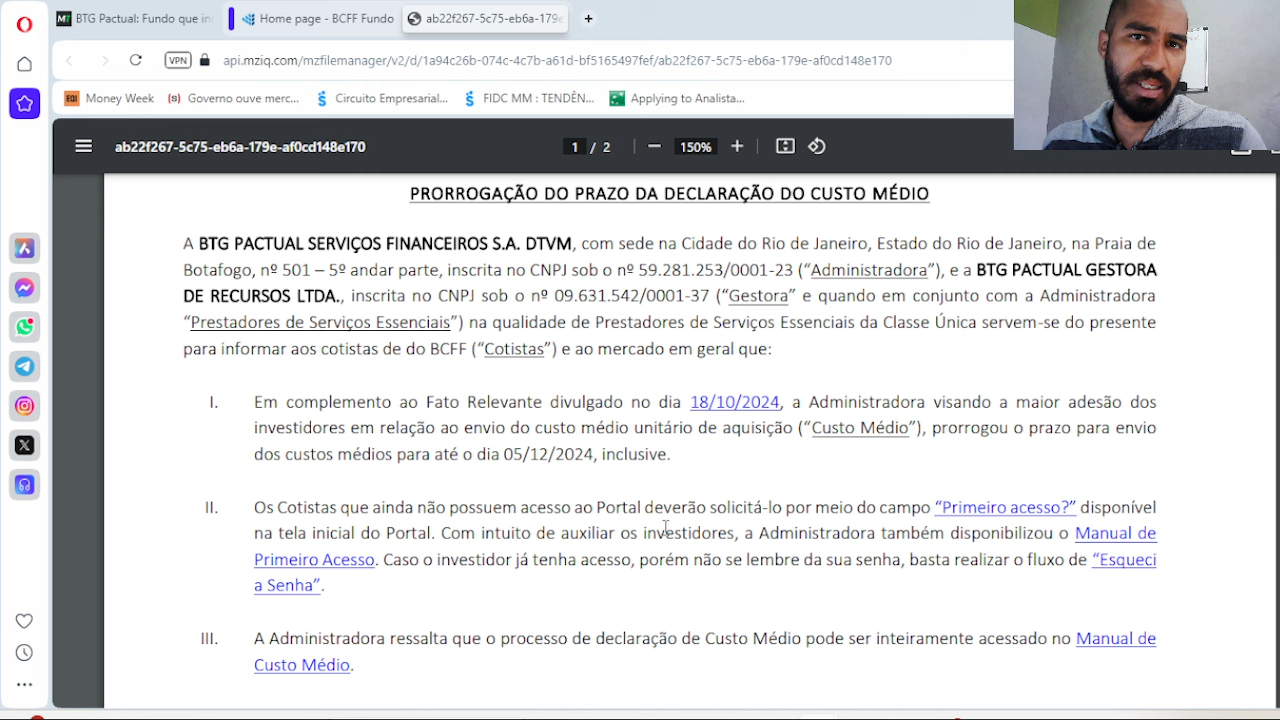 BTG Pactual: Fundo que in
Home page - BCFF Fundo
ab22f267-5c75-eb6a-179e
VPN
api.mziq.com/mzfilemanager/v2/d/1a94c26b-074c-4c7b-a61d-bf5165497fef/ab22f267-5c75-eb6a-179e-af0cd148e170
Money Week
Governo ouve merc...
Circuito Empresarial...
FIDC MM : TENDÊN...
Applying to Analista...
ab22f267-5c75-eb6a-179e-af0cd148e170
1 / 2
150%
PRORROGAÇÃO DO PRAZO DA DECLARAÇÃO DO CUSTO MÉDIO
A BTG PACTUAL SERVIÇOS FINANCEIROS S.A. DTVM, com sede na Cidade do Rio de Janeiro, Estado do Rio de Janeiro, na Praia de
Botafogo, nº 501 – 5º andar parte, inscrita no CNPJ sob o nº 59.281.253/0001-23 (“Administradora”), e a BTG PACTUAL GESTORA
DE RECURSOS LTDA., inscrita no CNPJ sob o nº 09.631.542/0001-37 (“Gestora” e quando em conjunto com a Administradora
“Prestadores de Serviços Essenciais”) na qualidade de Prestadores de Serviços Essenciais da Classe Única servem-se do presente
para informar aos cotistas de do BCFF (“Cotistas”) e ao mercado em geral que:
I. Em complemento ao Fato Relevante divulgado no dia 18/10/2024, a Administradora visando a maior adesão dos
investidores em relação ao envio do custo médio unitário de aquisição (“Custo Médio”), prorrogou o prazo para envio
dos custos médios para até o dia 05/12/2024, inclusive.
II. Os Cotistas que ainda não possuem acesso ao Portal deverão solicitá-lo por meio do campo “Primeiro acesso?” disponível
na tela inicial do Portal. Com intuito de auxiliar os investidores, a Administradora também disponibilizou o Manual de
Primeiro Acesso. Caso o investidor já tenha acesso, porém não se lembre da sua senha, basta realizar o fluxo de “Esqueci
a Senha”.
III. A Administradora ressalta que o processo de declaração de Custo Médio pode ser inteiramente acessado no Manual de
Custo Médio.